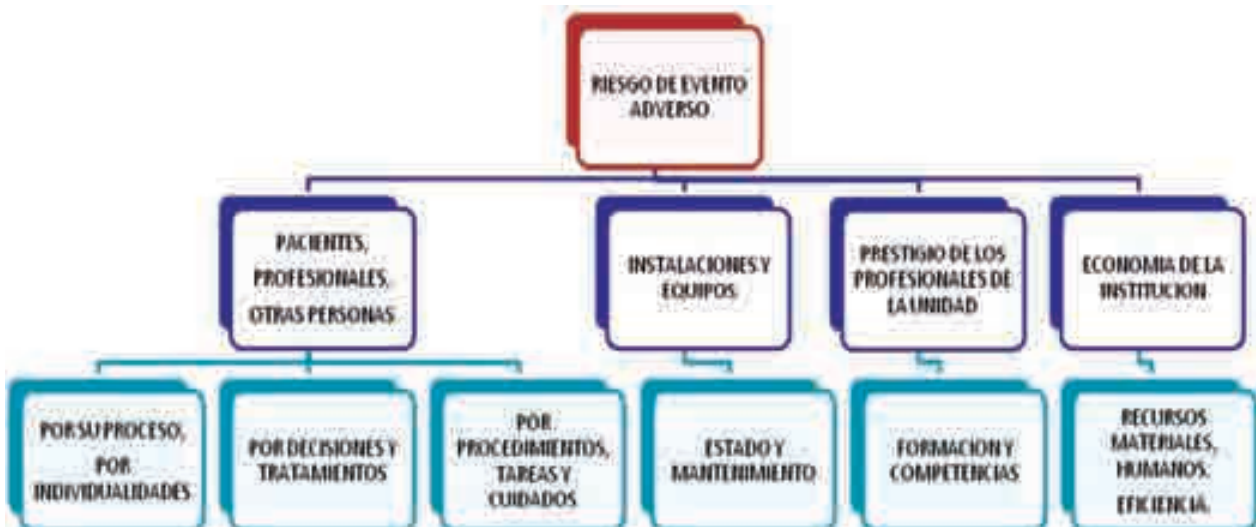 RIESGO DE EVENTO
ADVERSO
PACIENTES,
PROFESIONALES,
OTRAS PERSONAS
INSTALACIONES Y
EQUIPOS
PRESTIGIO DE LOS
PROFESIONALES DE
LA UNIDAD
ECONOMIA DE LA
INSTITUCION
POR SU PROCESO,
POR
INDIVIDUALIDADES
POR DECISIONES Y
TRATAMIENTOS
POR
PROCEDIMIENTOS,
TAREAS Y
CUIDADOS
ESTADO Y
MANTENIMIENTO
FORMACION Y
COMPETENCIAS
RECURSOS
MATERIALES,
HUMANOS.
EFICIENCIA.